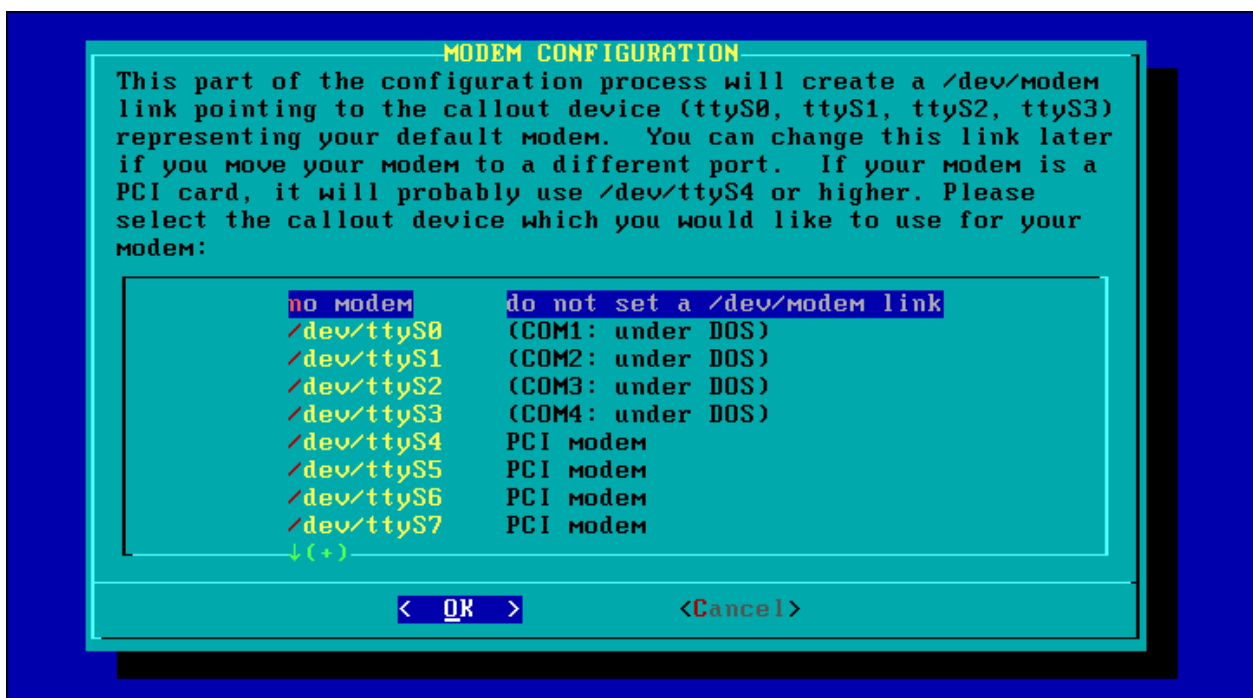 MODEM CONFIGURATION
This part of the configuration process will create a /dev/modem
link pointing to the callout device (ttyS0, ttyS1, ttyS2, ttyS3)
representing your default modem.  You can change this link later
if you move your modem to a different port.  If your modem is a
PCI card, it will probably use /dev/ttyS4 or higher. Please
select the callout device which you would like to use for your
modem:
no modem do not set a /dev/modem link
/dev/ttyS0 (COM1: under DOS)
/dev/ttyS1 (COM2: under DOS)
/dev/ttyS2 (COM3: under DOS)
/dev/ttyS3 (COM4: under DOS)
/dev/ttyS4 PCI modem
/dev/ttyS5 PCI modem
/dev/ttyS6 PCI modem
/dev/ttyS7 PCI modem
↓(+)
< OK > <Cancel>